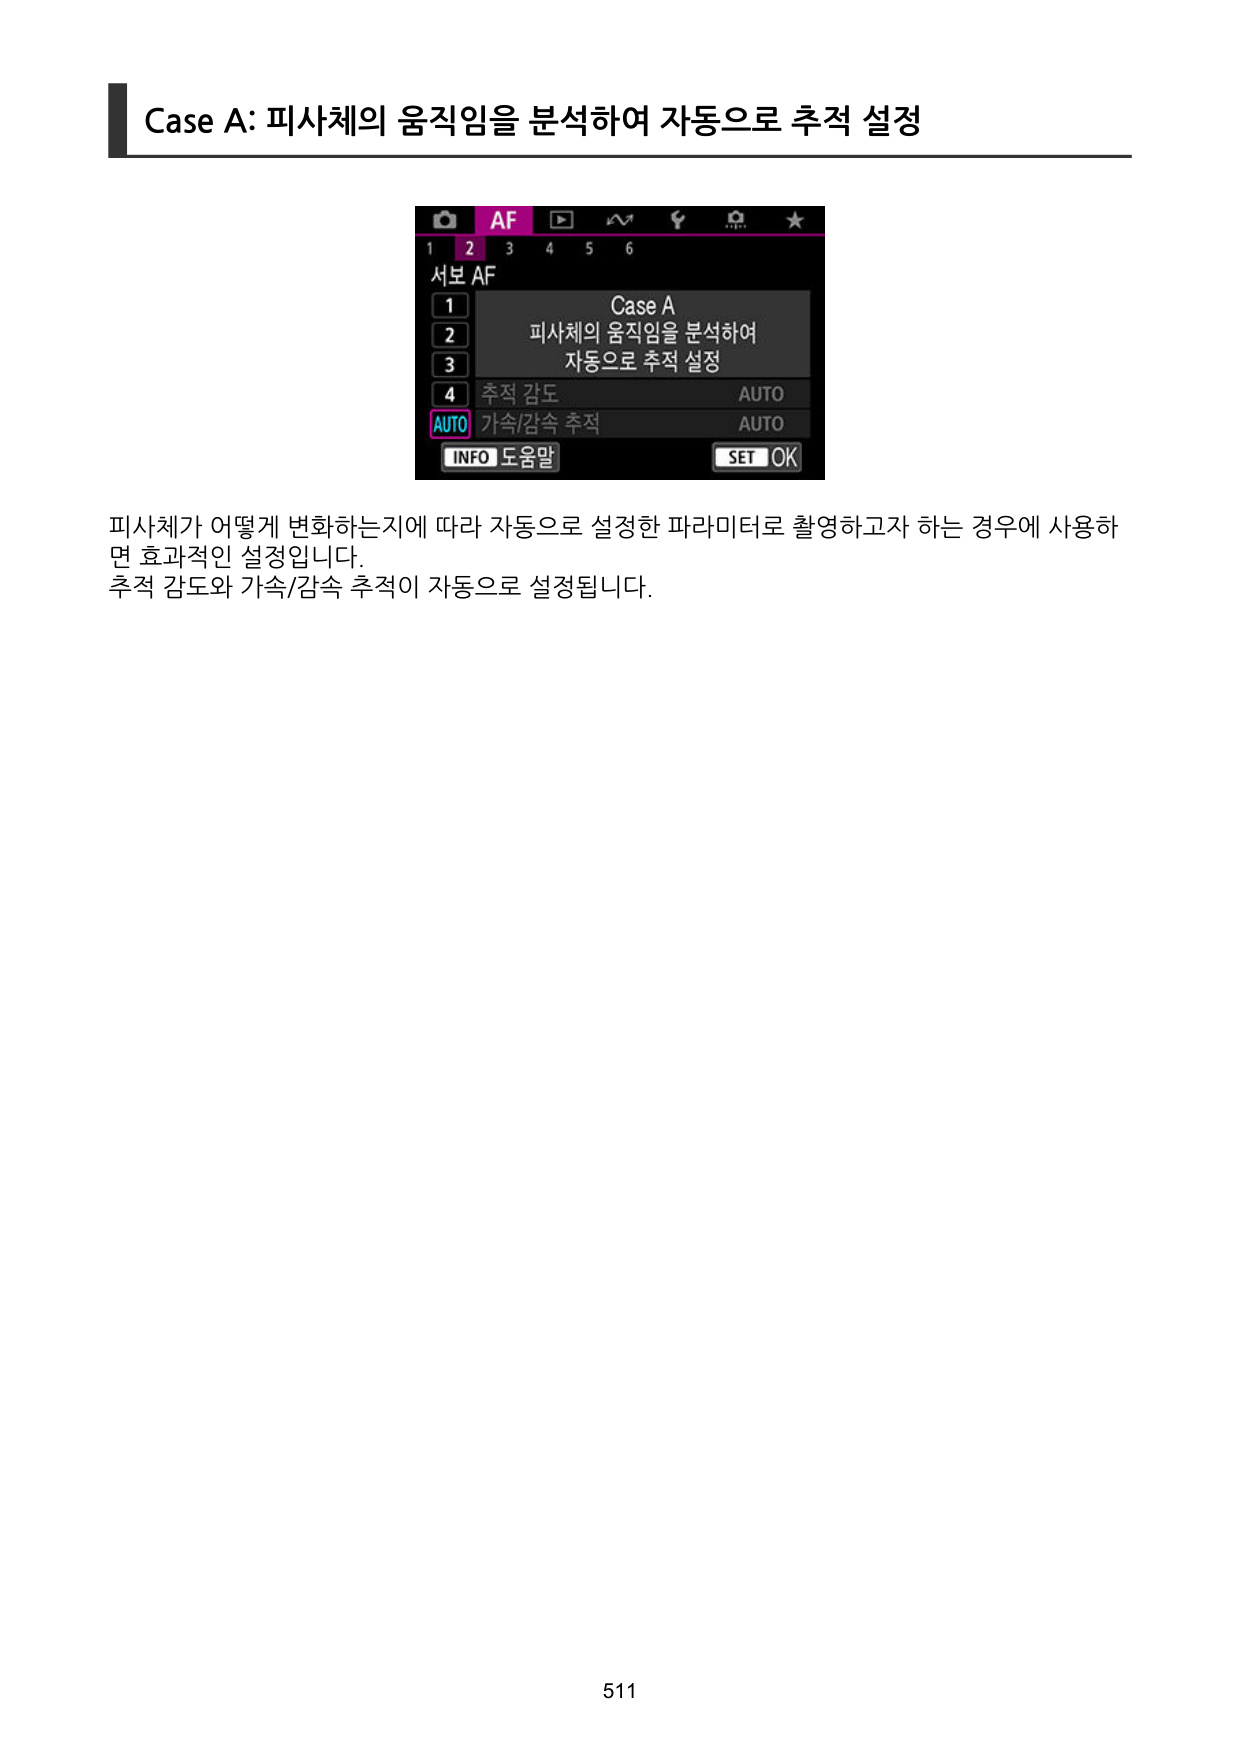 Case A: 피사체의 움직임을 분석하여 자동으로 추적 설정
AF
1 2 3 4 5 6
서보 AF
1
2
3
4
AUTO
Case A
피사체의 움직임을 분석하여
자동으로 추적 설정
추적 감도 AUTO
가속/감속 추적 AUTO
INFO 도움말 SET OK
피사체가 어떻게 변화하는지에 따라 자동으로 설정한 파라미터로 촬영하고자 하는 경우에 사용하
면 효과적인 설정입니다.
추적 감도와 가속/감속 추적이 자동으로 설정됩니다.
511